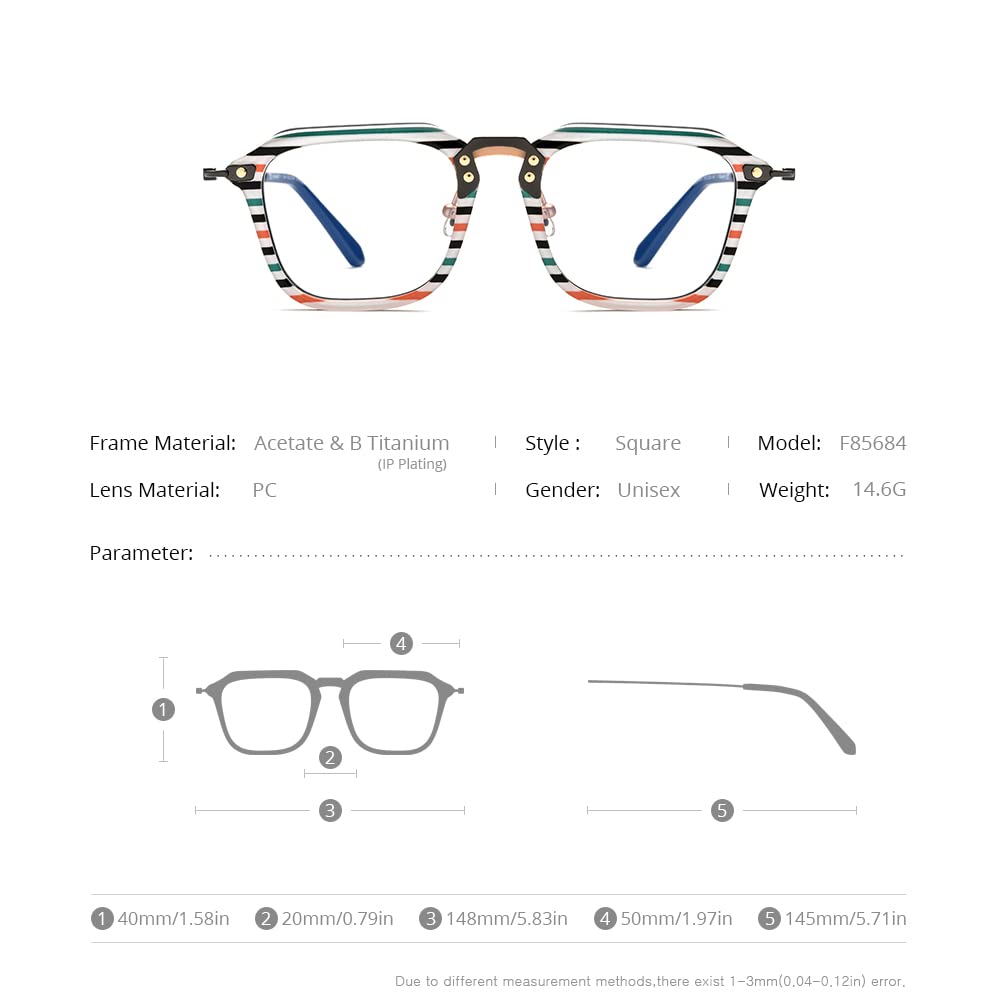 Frame Material: Acetate & B Titanium Style : Square Model: F85684
(IP Plating)
Lens Material: PC Gender: Unisex Weight: 14.6G
Parameter:
4
1
2
3 5
1 40mm/1.58in 2 20mm/0.79in 3 148mm/5.83in 4 50mm/1.97in 5 145mm/5.71in
Due to different measurement methods,there exist 1-3mm(0.04-0.12in) error.